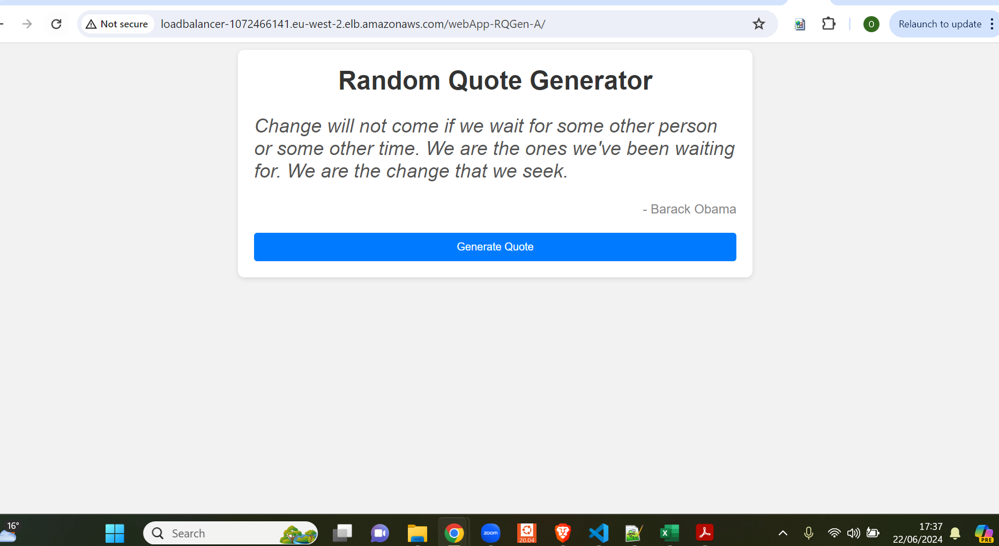 Not secure
loadbalancer-1072466141.eu-west-2.elb.amazonaws.com/webApp-RQGen-A/
O
Relaunch to update
Random Quote Generator
Change will not come if we wait for some other person
or some other time. We are the ones we've been waiting
for. We are the change that we seek.
- Barack Obama
Generate Quote
16°
Search
zoom
20.04
X
17:37
22/06/2024
PRE